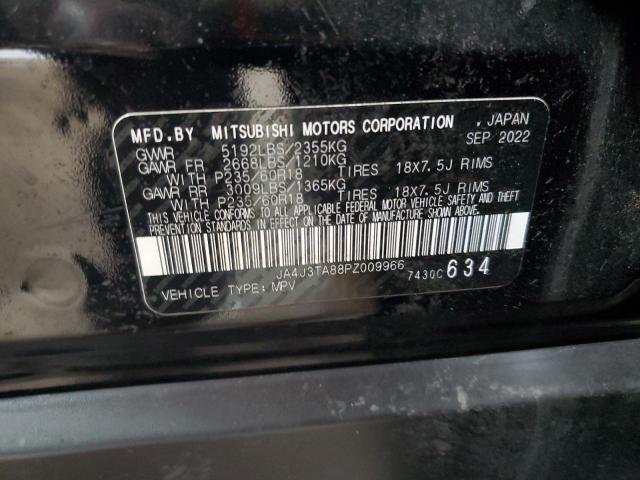 MFD.BY MITSUBISHI MOTORS CORPORATION , JAPAN
GWWR 5192LBS/2355KG SEP 2022
GAWR FR 2668LBS/1210KG
WITH P235/60R18 TIRES 18X7.5J RIMS
GAWR RR 3009LBS/1365KG
WITH P235/60R18 TIRES 18X7.5J RIMS
THIS VEHICLE CONFORMS TO ALL APPLICABLE FEDERAL MOTOR VEHICLE SAFETY AND THEFT
PREVENTION STANDARDS IN EFFECT ON THE DATE OF MANUFACTURE SHOWN ABOVE.
JA4J3TA88PZ009966 7430C 634
VEHICLE TYPE: MPV